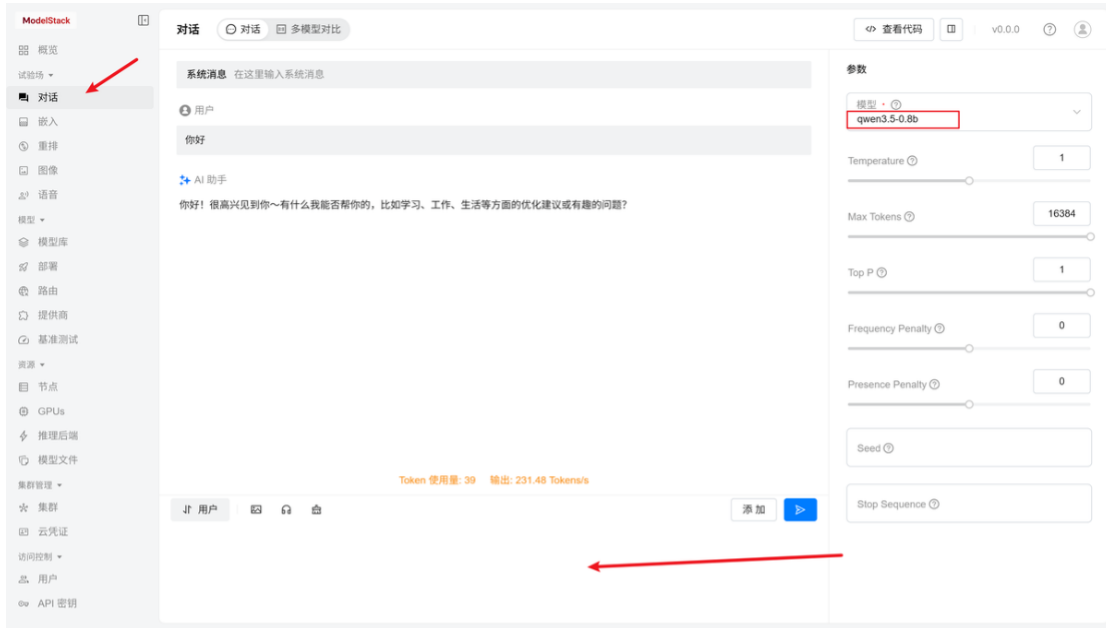 ModelStack
概览
试验场
对话
嵌入
重排
图像
语音
模型
模型库
部署
路由
提供商
基准测试
资源
节点
GPUs
推理后端
模型文件
集群管理
集群
云凭证
访问控制
用户
API 密钥
对话 对话 多模型对比
查看代码 v0.0.0
系统消息 在这里输入系统消息
用户
你好
AI 助手
你好！很高兴见到你～有什么我能否帮你的，比如学习、工作、生活等方面的优化建议或有趣的问题？
Token 使用量: 39 输出: 231.48 Tokens/s
用户 添加
参数
模型
qwen3.5-0.8b
Temperature 1
Max Tokens 16384
Top P 1
Frequency Penalty 0
Presence Penalty 0
Seed
Stop Sequence